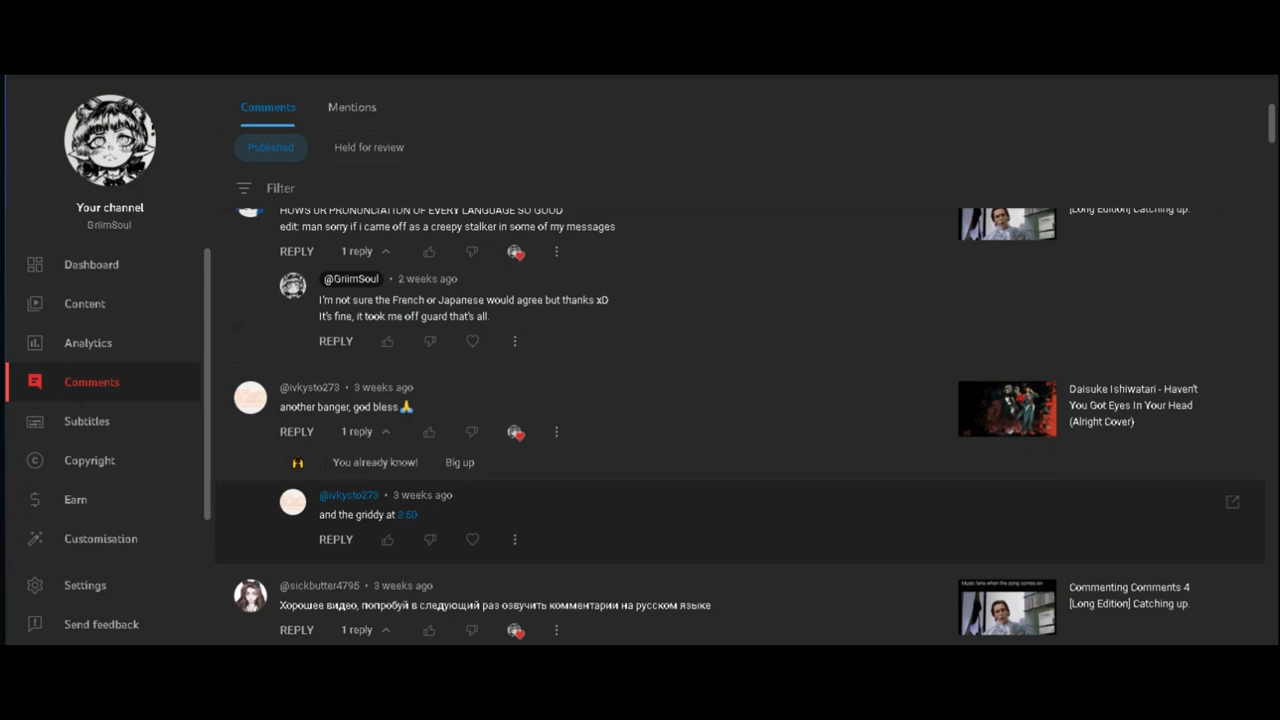 Your channel
GriimSoul
Dashboard
Content
Analytics
Comments
Subtitles
Copyright
Earn
Customisation
Settings
Send feedback
Comments Mentions
Published Held for review
Filter
HOWS UR PRONUNCIATION OF EVERY LANGUAGE SO GOOD
edit: man sorry if i came off as a creepy stalker in some of my messages
REPLY 1 reply
[Long Edition] Catching up.
@GriimSoul • 2 weeks ago
I'm not sure the French or Japanese would agree but thanks xD
It's fine, it took me off guard that's all.
REPLY
@ivkysto273 • 3 weeks ago
another banger, god bless🙏
REPLY 1 reply
You already know! Big up
Daisuke Ishiwatari - Haven't
You Got Eyes In Your Head
(Alright Cover)
@ivkysto273 • 3 weeks ago
and the griddy at 3:59
REPLY
@sickbutter4795 • 3 weeks ago
Хорошее видео, попробуй в следующий раз озвучить комментарии на русском языке
REPLY 1 reply
Music fans when the song comes on
Commenting Comments 4
[Long Edition] Catching up.